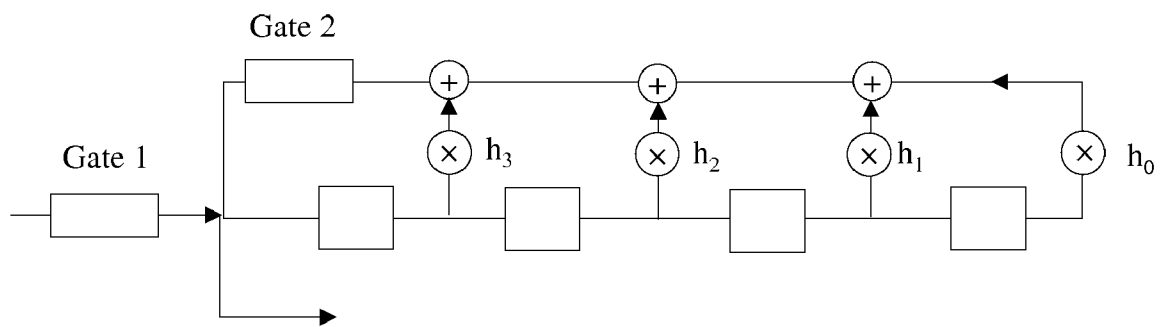 Gate 2
Gate 1
+ + +
× h₃ × h₂ × h₁ × h₀